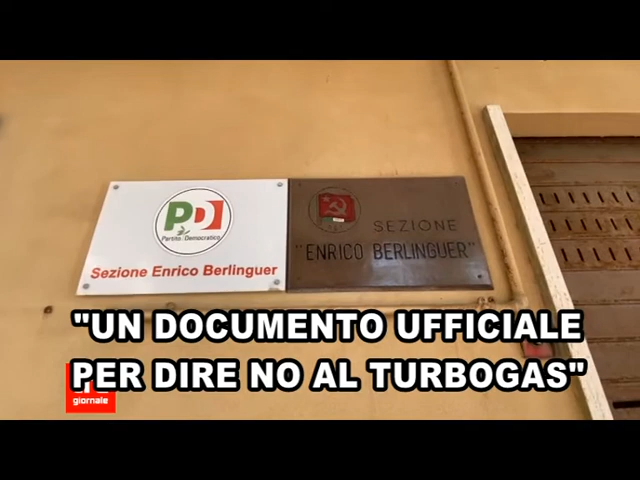 PD
Partito Democratico
Sezione Enrico Berlinguer
SEZIONE
"ENRICO BERLINGUER"
"UN DOCUMENTO UFFICIALE
PER DIRE NO AL TURBOGAS"
giornale